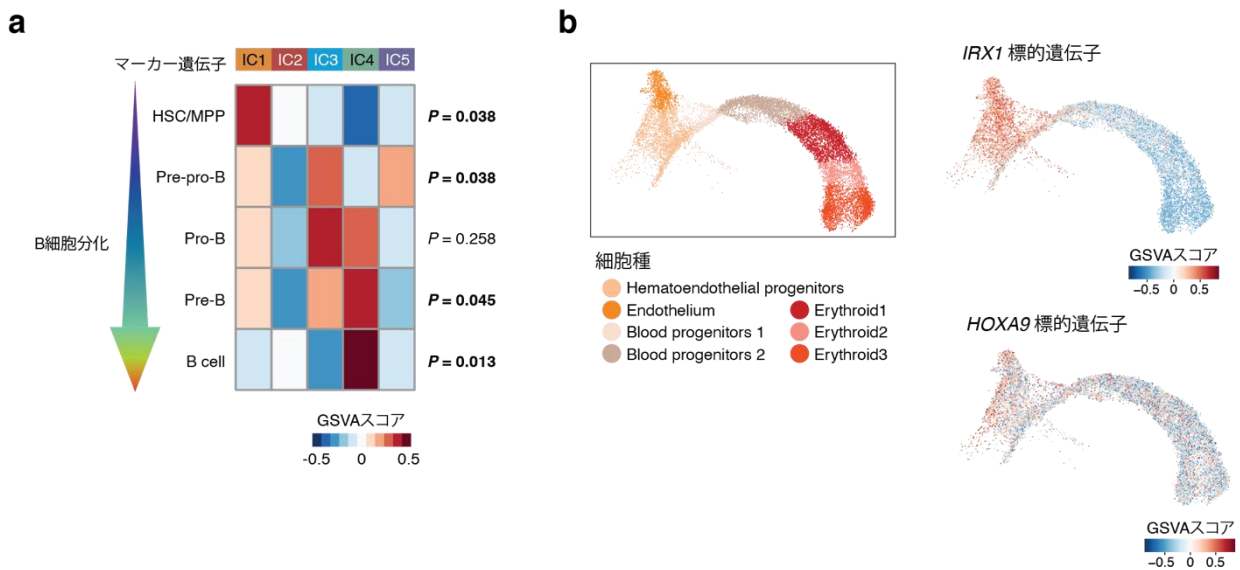 a
マーカー遺伝子
IC1 IC2 IC3 IC4 IC5
HSC/MPP
P = 0.038
Pre-pro-B
P = 0.038
B細胞分化
Pro-B
P = 0.258
Pre-B
P = 0.045
B cell
P = 0.013
GSVAスコア
-0.5 0 0.5
b
細胞種
Hematoendothelial progenitors
Endothelium
Blood progenitors 1
Blood progenitors 2
Erythroid1
Erythroid2
Erythroid3
IRX1 標的遺伝子
GSVAスコア
−0.5 0 0.5
HOXA9 標的遺伝子
GSVAスコア
−0.5 0 0.5